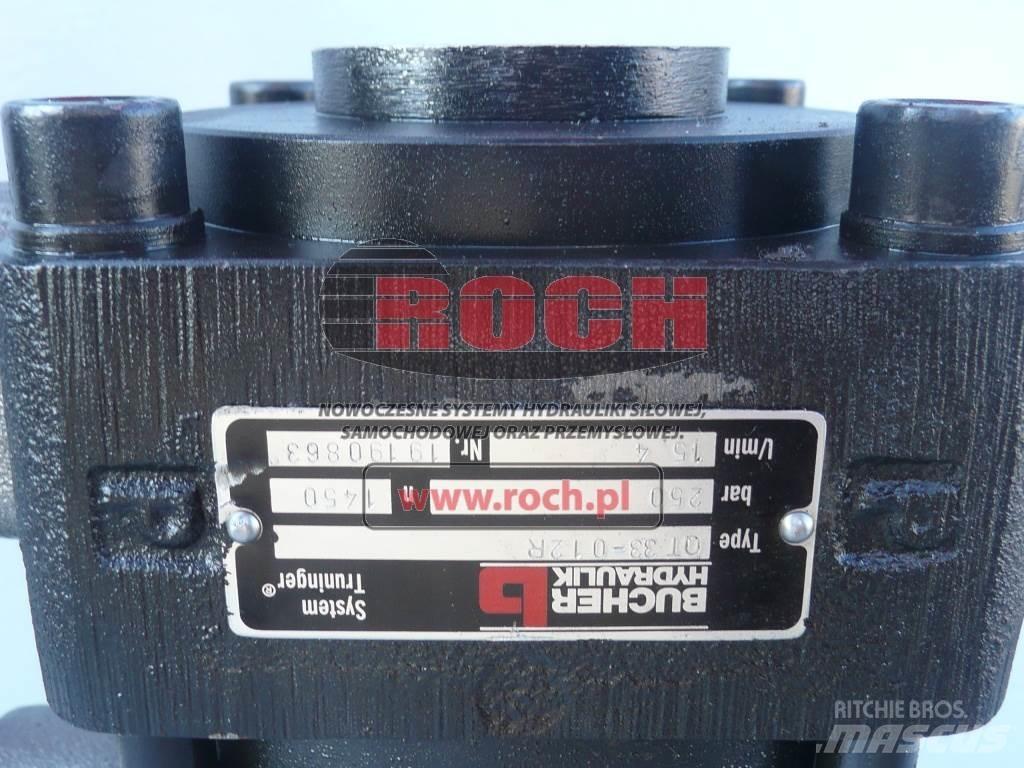 ROCH
NOWOCZESNE SYSTEMY HYDRAULIKI SIŁOWEJ,
SAMOCHODOWEJ ORAZ PRZEMYSŁOWEJ.
www.roch.pl
BUCHER
HYDRAULIK
System
Truninger®
Type QT 33-012R
bar 250 n 1450
l/min 15.4 Nr. 19190863
RITCHIE BROS.
MASCUS